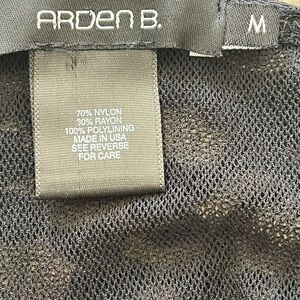 ARDEN B.
M
70% NYLON
30% RAYON
100% POLYLINING
MADE IN USA
SEE REVERSE
FOR CARE